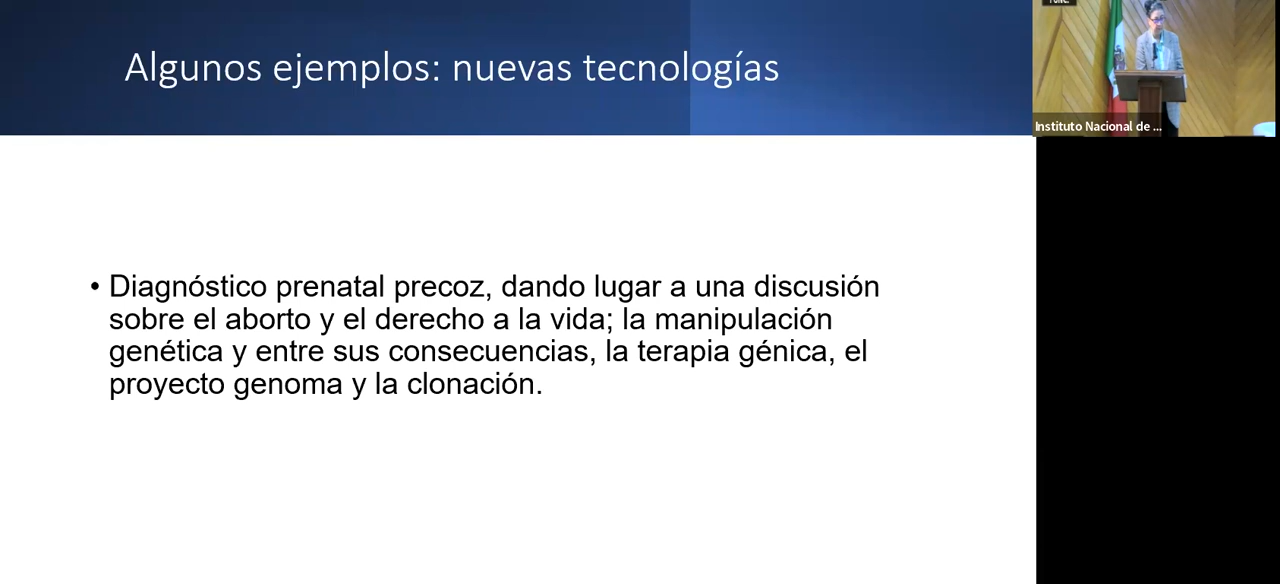 Algunos ejemplos: nuevas tecnologías
Instituto Nacional de ...
• Diagnóstico prenatal precoz, dando lugar a una discusión
sobre el aborto y el derecho a la vida; la manipulación
genética y entre sus consecuencias, la terapia génica, el
proyecto genoma y la clonación.